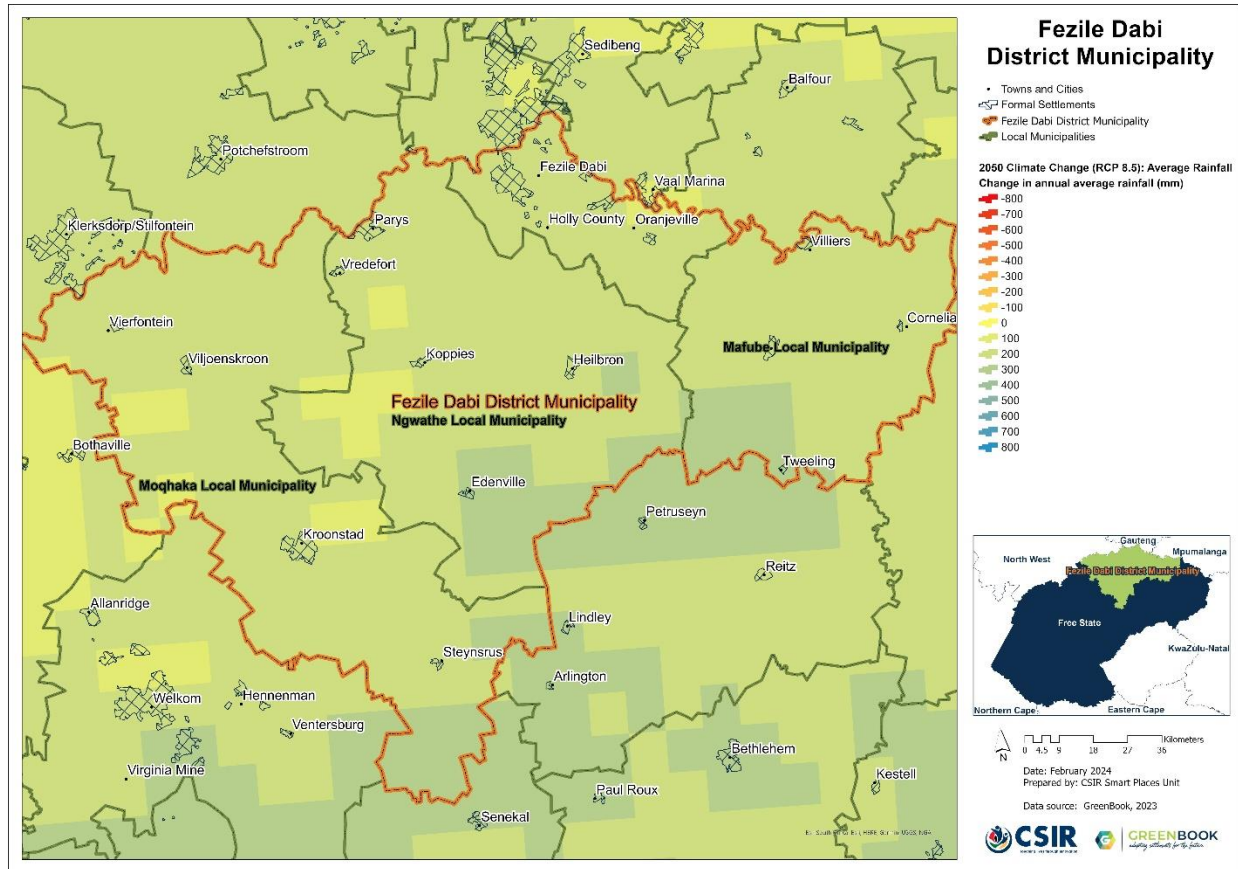 Fezile Dabi
District Municipality
Towns and Cities
Formal Settlements
Fezile Dabi District Municipality
Local Municipalities
2050 Climate Change (RCP 8.5): Average Rainfall
Change in annual average rainfall (mm)
-800
-700
-600
-500
-400
-300
-200
-100
0
100
200
300
400
500
600
700
800
Sedibeng
Balfour
Potchefstroom
Fezile Dabi
Vaal Marina
Klerksdorp/Stilfontein
Parys
Holly County
Oranjeville
Villiers
Vredefort
Vierfontein
Cornelia
Viljoenskroon
Koppies
Heilbron
Mafube Local Municipality
Fezile Dabi District Municipality
Ngwathe Local Municipality
Bothaville
Moqhaka Local Municipality
Edenville
Tweeling
Petruseyn
Kroonstad
Reitz
Allanridge
Lindley
Steynsrus
Arlington
Welkom
Hennenman
Ventersburg
Bethlehem
Virginia Mine
Kestell
Paul Roux
Senekal
Gauteng
North West
Mpumalanga
Fezile Dabi District Municipality
Free State
KwaZulu-Natal
Northern Cape
Eastern Cape
N
Kilometers
0 4.5 9 18 27 36
Date: February 2024
Prepared by: CSIR Smart Places Unit
Data source: GreenBook, 2023
CSIR
GREENBOOK
adapting settlements for the future